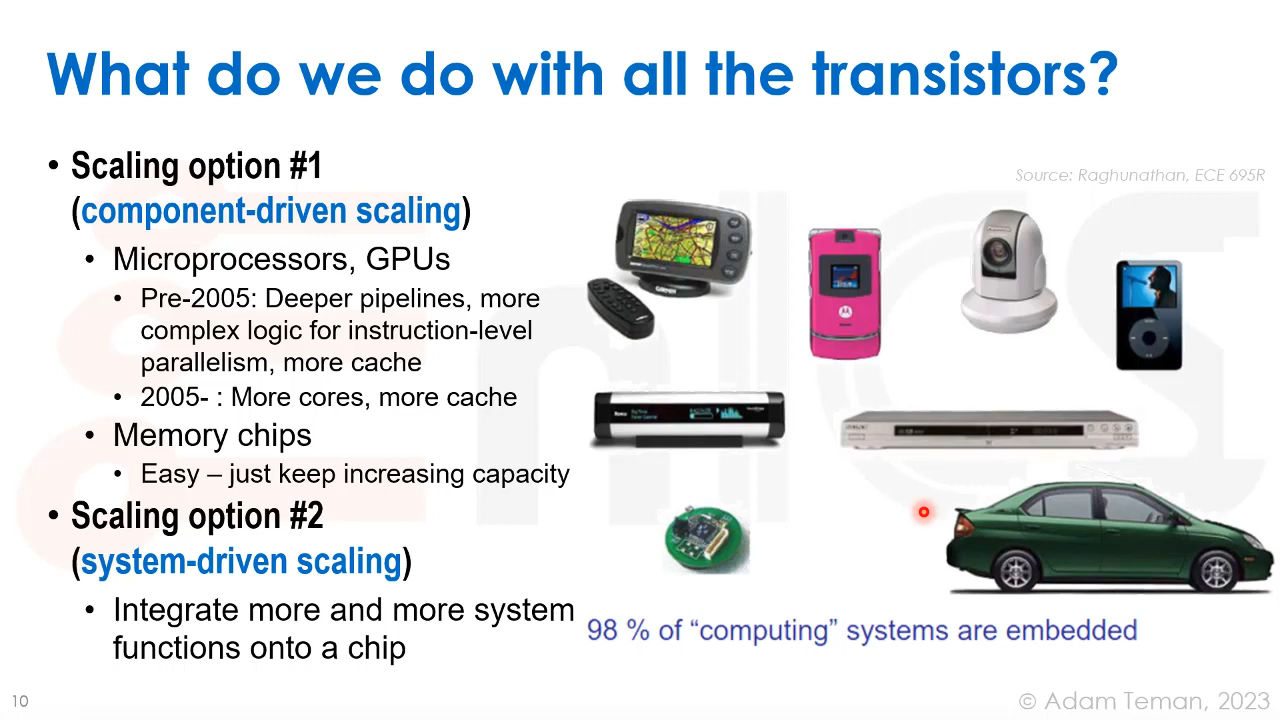 What do we do with all the transistors?
• Scaling option #1
(component-driven scaling)
• Microprocessors, GPUs
• Pre-2005: Deeper pipelines, more
complex logic for instruction-level
parallelism, more cache
• 2005- : More cores, more cache
• Memory chips
• Easy – just keep increasing capacity
• Scaling option #2
(system-driven scaling)
• Integrate more and more system
functions onto a chip
Source: Raghunathan, ECE 695R
GARMIN
98 % of “computing” systems are embedded
10
© Adam Teman, 2023